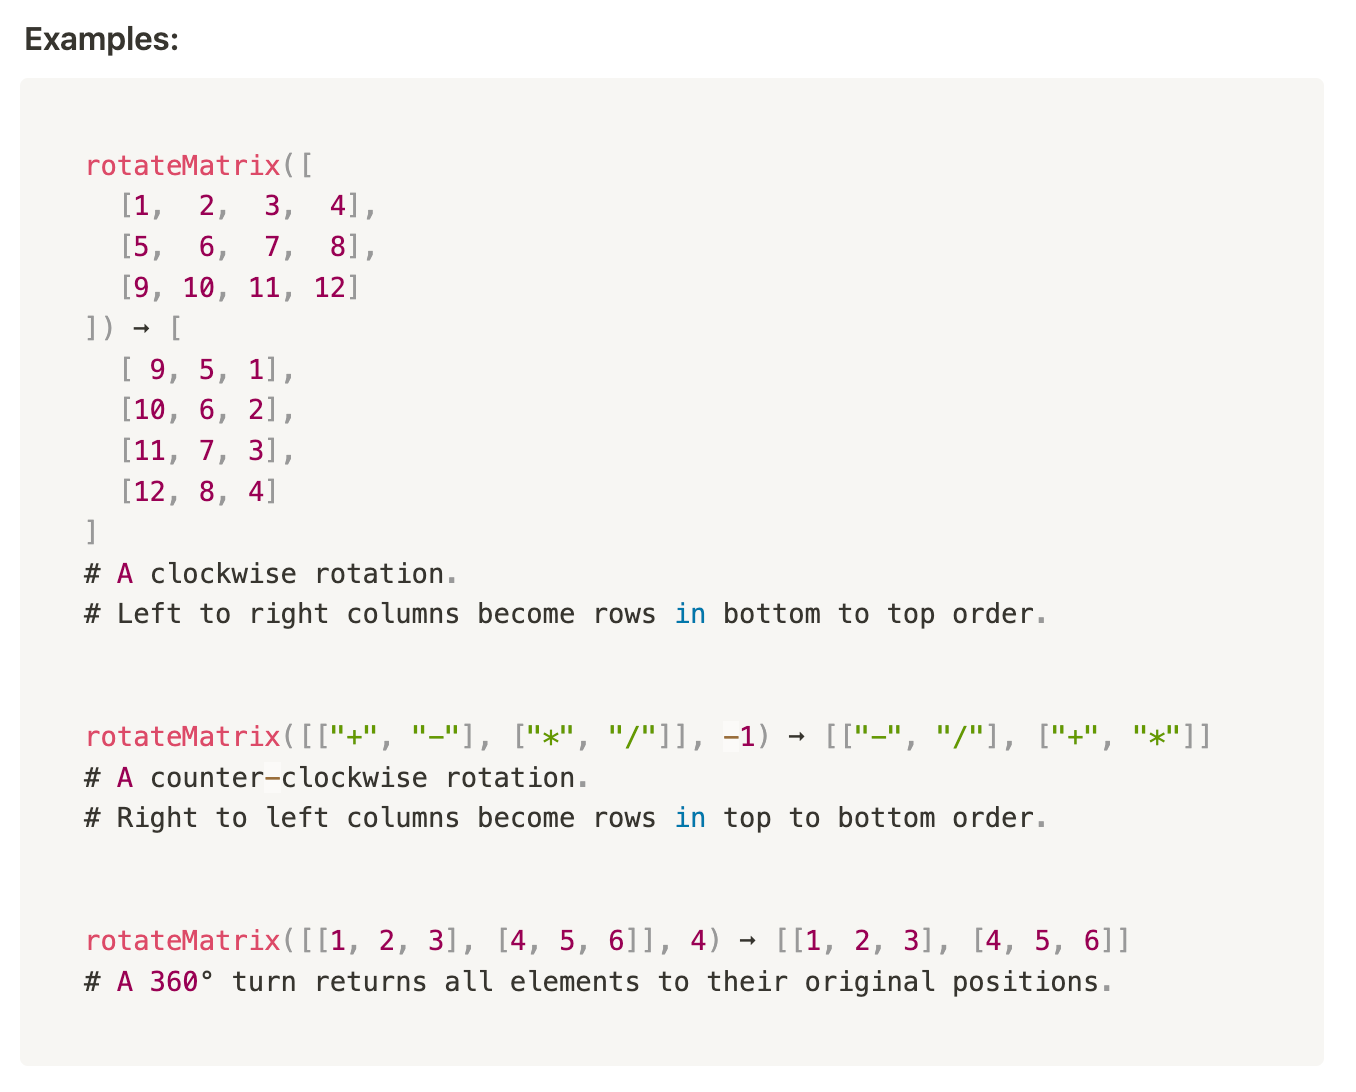 Examples:
rotateMatrix([
  [1,  2,  3,  4],
  [5,  6,  7,  8],
  [9, 10, 11, 12]
]) → [
  [ 9, 5, 1],
  [10, 6, 2],
  [11, 7, 3],
  [12, 8, 4]
]
# A clockwise rotation.
# Left to right columns become rows in bottom to top order.
rotateMatrix([["+", "-"], ["*", "/"]], -1) → [["-", "/"], ["+", "*"]]
# A counter-clockwise rotation.
# Right to left columns become rows in top to bottom order.
rotateMatrix([[1, 2, 3], [4, 5, 6]], 4) → [[1, 2, 3], [4, 5, 6]]
# A 360° turn returns all elements to their original positions.